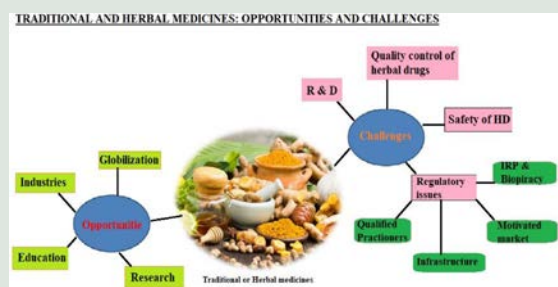 TRADITIONAL AND HERBAL MEDICINES: OPPORTUNITIES AND CHALLENGES
Quality control of
herbal drugs
R & D
Safety of HD
Challenges
Globilization
Industries
Opportunitie
Education
Research
Traditional or Herbal medicines
Regulatory
issues
IRP &
Biopiracy
Qualified
Practioners
Motivated
market
Infrastructure